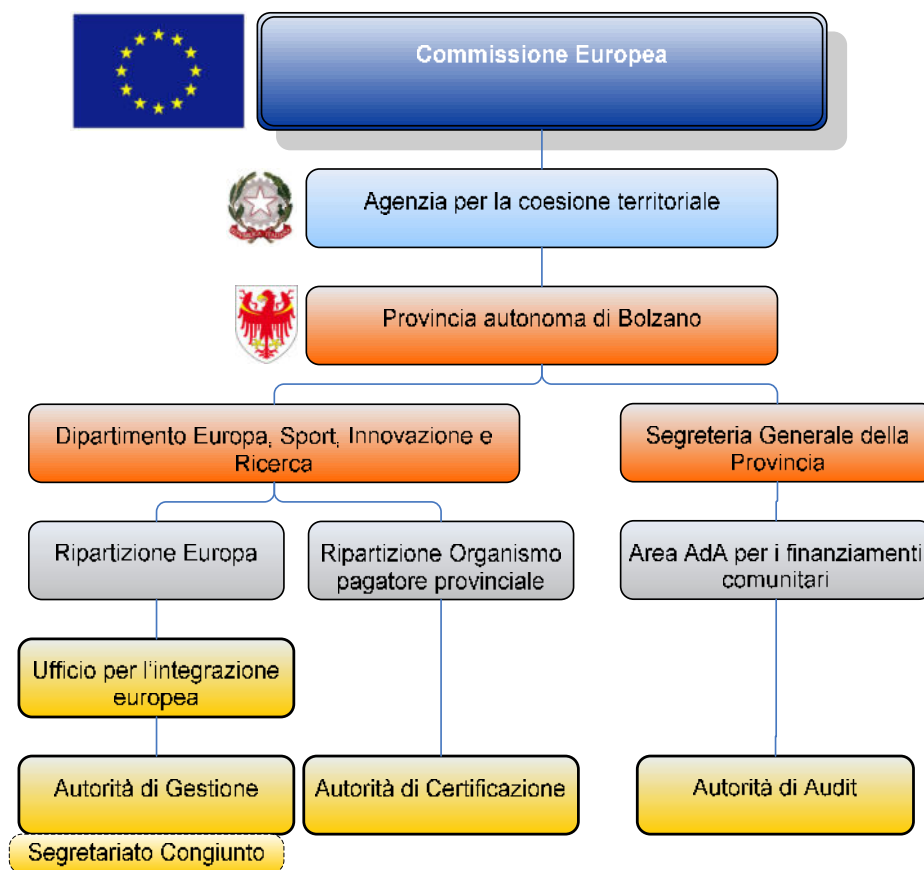 Commissione Europea
Agenzia per la coesione territoriale
Provincia autonoma di Bolzano
Dipartimento Europa, Sport, Innovazione e
Ricerca
Segreteria Generale della
Provincia
Ripartizione Europa
Ripartizione Organismo
pagatore provinciale
Area AdA per i finanziamenti
comunitari
Ufficio per l'integrazione
europea
Autorità di Gestione
Autorità di Certificazione
Autorità di Audit
Segretariato Congiunto